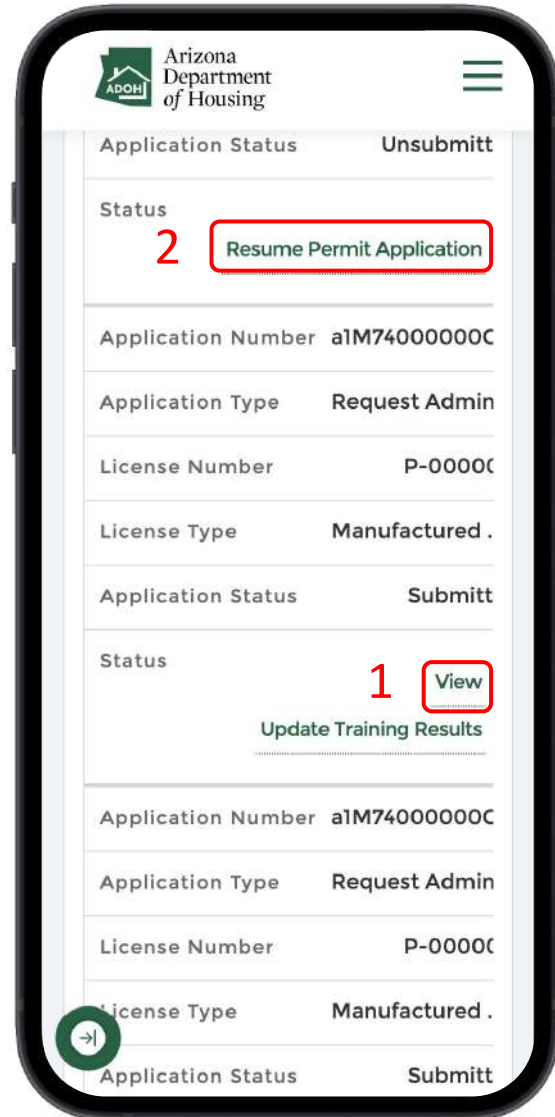 Arizona
Department
of Housing
ADOH
Application Status Unsubmitt
Status
2 Resume Permit Application
Application Number a1M74000000C
Application Type Request Admin
License Number P-00000
License Type Manufactured .
Application Status Submitt
Status
1 View
Update Training Results
Application Number a1M74000000C
Application Type Request Admin
License Number P-00000
License Type Manufactured .
Application Status Submitt